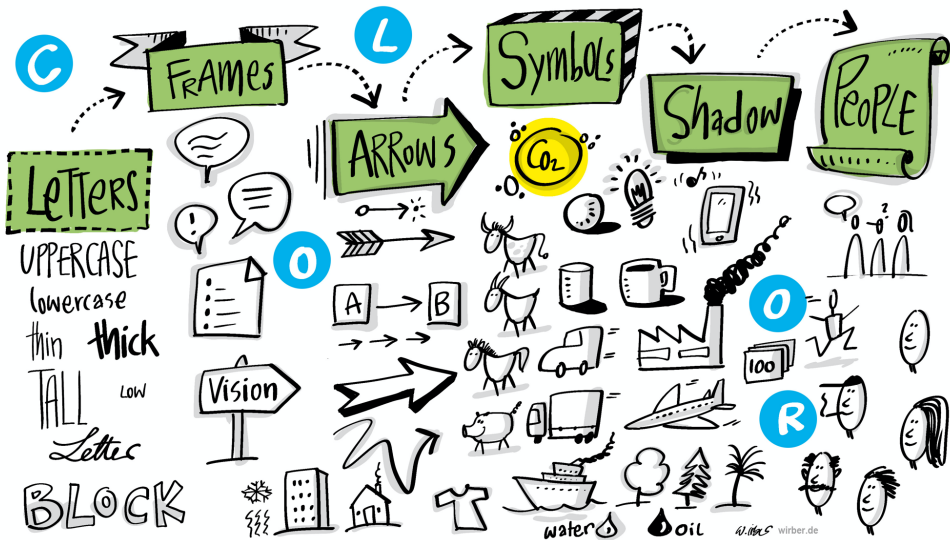 C
FRAMES
L
SYmBOLS
LeTTeRS
ARROWS
CO2
Shadow
PEOPLE
UPPERCASE
lowercase
thin thick
TALL LOW
Letter
BLOCK
!
O
A B
Vision
?
O
100
R
water
oil
wirber.de